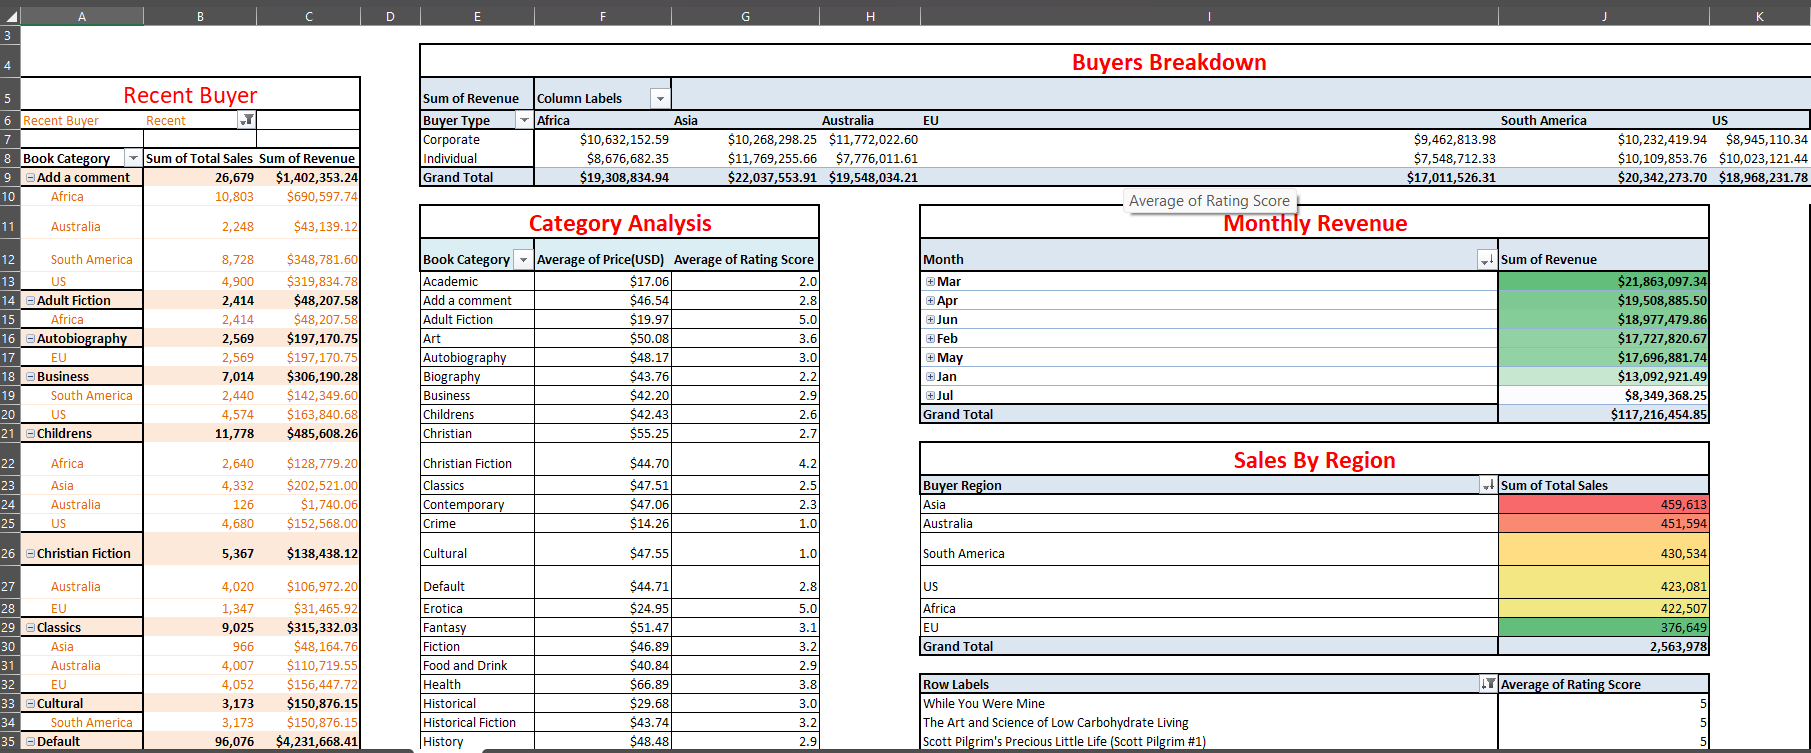 A B C D E F G H I J K
3
4 Buyers Breakdown
5 Recent Buyer Sum of Revenue Column Labels
6 Recent Buyer Recent Buyer Type Africa Asia Australia EU South America US
7 Corporate $10,632,152.59 $10,268,298.25 $11,772,022.60 $9,462,813.98 $10,232,419.94 $8,945,110.34
8 Book Category Sum of Total Sales Sum of Revenue Individual $8,676,682.35 $11,769,255.66 $7,776,011.61 $7,548,712.33 $10,109,853.76 $10,023,121.44
9 Add a comment 26,679 $1,402,353.24 Grand Total $19,308,834.94 $22,037,553.91 $19,548,034.21 $17,011,526.31 $20,342,273.70 $18,968,231.78
10 Africa 10,803 $690,597.74 Average of Rating Score
11 Australia 2,248 $43,139.12 Category Analysis Monthly Revenue
12 South America 8,728 $348,781.60 Book Category Average of Price(USD) Average of Rating Score Month Sum of Revenue
13 US 4,900 $319,834.78 Academic $17.06 2.0 Mar $21,863,097.34
14 Adult Fiction 2,414 $48,207.58 Add a comment $46.54 2.8 Apr $19,508,885.50
15 Africa 2,414 $48,207.58 Adult Fiction $19.97 5.0 Jun $18,977,479.86
16 Autobiography 2,569 $197,170.75 Art $50.08 3.6 Feb $17,727,820.67
17 EU 2,569 $197,170.75 Autobiography $48.17 3.0 May $17,696,881.74
18 Business 7,014 $306,190.28 Biography $43.76 2.2 Jan $13,092,921.49
19 South America 2,440 $142,349.60 Business $42.20 2.9 Jul $8,349,368.25
20 US 4,574 $163,840.68 Childrens $42.43 2.6 Grand Total $117,216,454.85
21 Childrens 11,778 $485,608.26 Christian $55.25 2.7
22 Africa 2,640 $128,779.20 Christian Fiction $44.70 4.2 Sales By Region
23 Asia 4,332 $202,521.00 Classics $47.51 2.5 Buyer Region Sum of Total Sales
24 Australia 126 $1,740.06 Contemporary $47.06 2.3 Asia 459,613
25 US 4,680 $152,568.00 Crime $14.26 1.0 Australia 451,594
26 Christian Fiction 5,367 $138,438.12 Cultural $47.55 1.0 South America 430,534
27 Australia 4,020 $106,972.20 Default $44.71 2.8 US 423,081
28 EU 1,347 $31,465.92 Erotica $24.95 5.0 Africa 422,507
29 Classics 9,025 $315,332.03 Fantasy $51.47 3.1 EU 376,649
30 Asia 966 $48,164.76 Fiction $46.89 3.2 Grand Total 2,563,978
31 Australia 4,007 $110,719.55 Food and Drink $40.84 2.9
32 EU 4,052 $156,447.72 Health $66.89 3.8 Row Labels Average of Rating Score
33 Cultural 3,173 $150,876.15 Historical $29.68 3.0 While You Were Mine 5
34 South America 3,173 $150,876.15 Historical Fiction $43.74 3.2 The Art and Science of Low Carbohydrate Living 5
35 Default 96,076 $4,231,668.41 History $48.48 2.9 Scott Pilgrim's Precious Little Life (Scott Pilgrim #1) 5